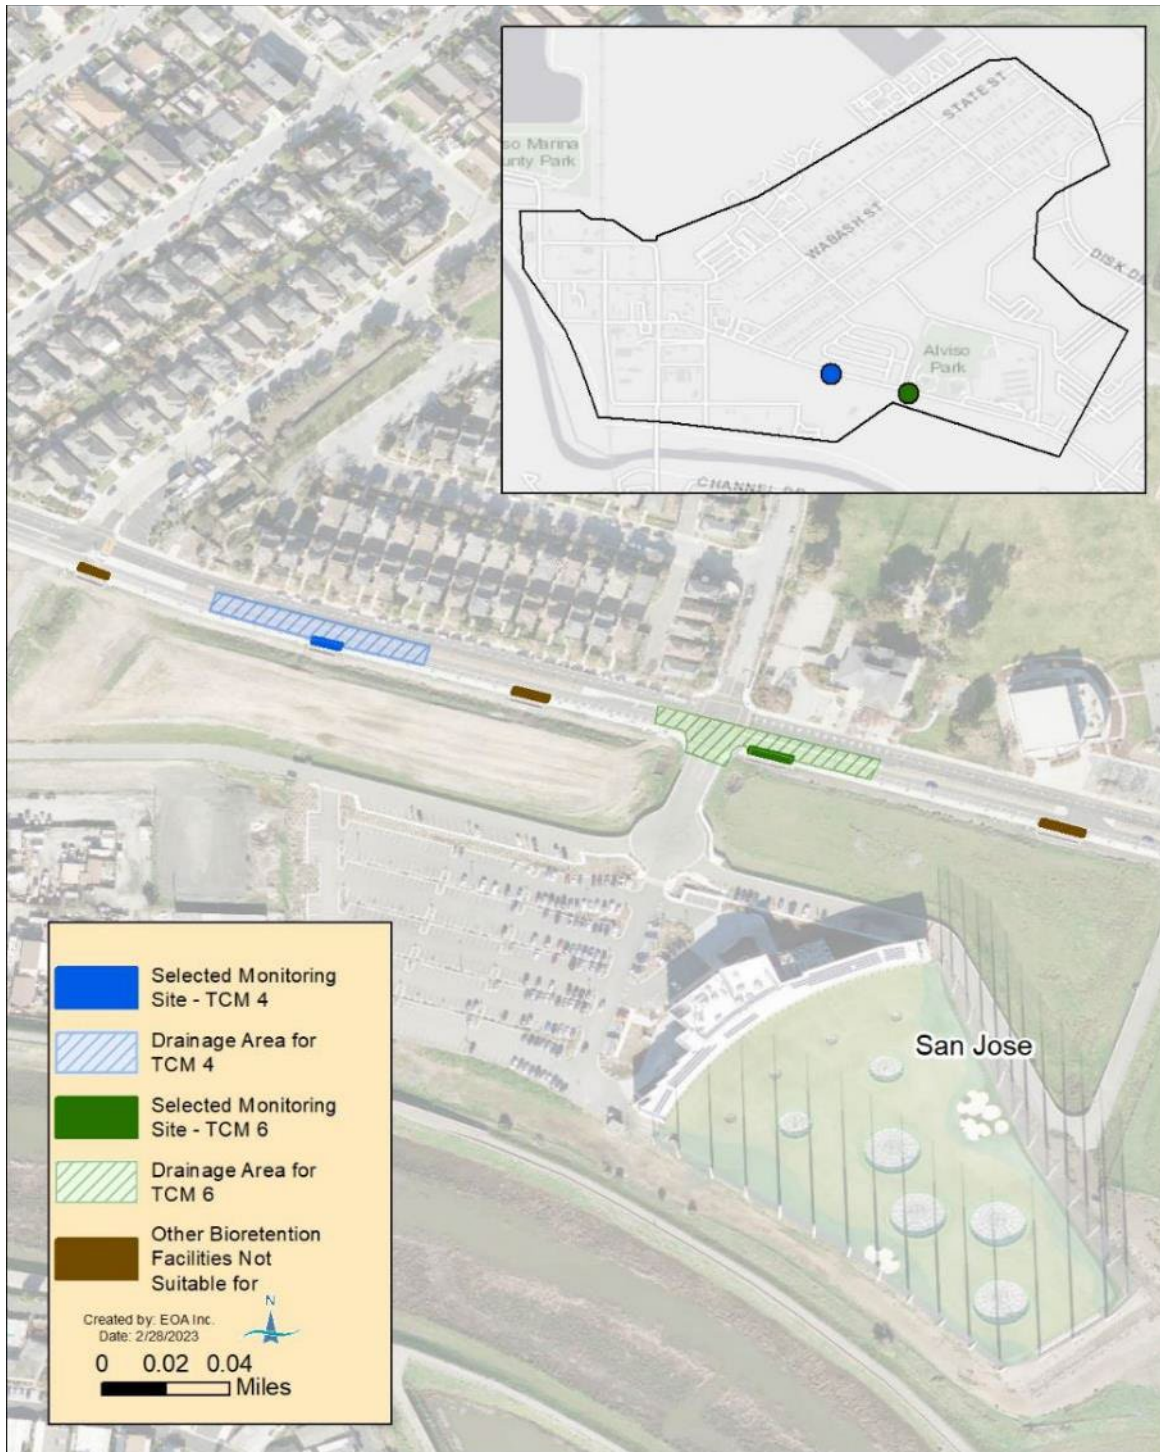 STATE ST
so Marina
unty Park
WABASH ST
DISK DR
Alviso
Park
CHANNEL DR
San Jose
Selected Monitoring
Site - TCM 4
Drainage Area for
TCM 4
Selected Monitoring
Site - TCM 6
Drainage Area for
TCM 6
Other Bioretention
Facilities Not
Suitable for
N
Created by: EOA Inc.
Date: 2/28/2023
0 0.02 0.04
Miles